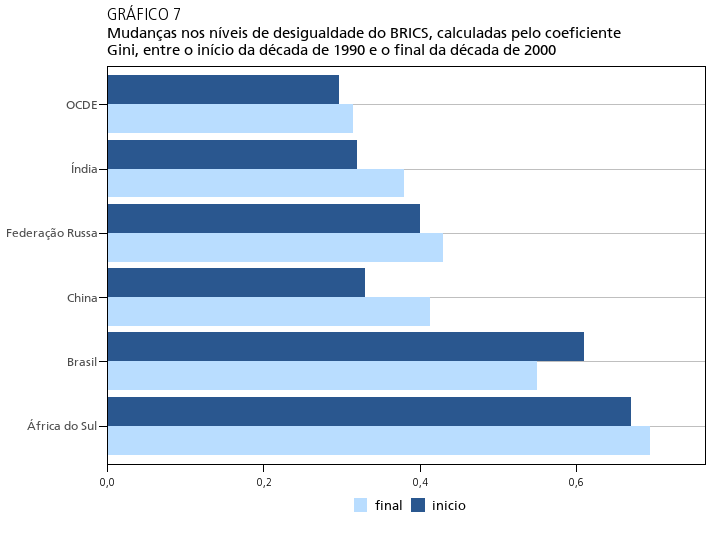 GRÁFICO 7
Mudanças nos níveis de desigualdade do BRICS, calculadas pelo coeficiente
Gini, entre o início da década de 1990 e o final da década de 2000
OCDE
Índia
Federação Russa
China
Brasil
África do Sul
0,0 0,2 0,4 0,6
final inicio